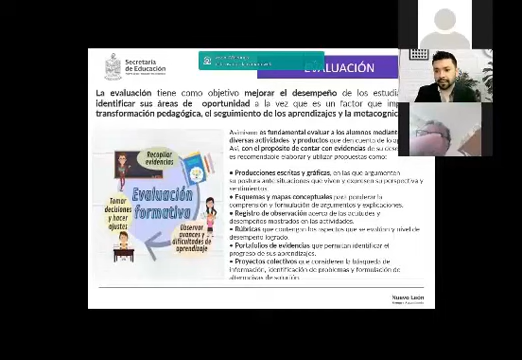 Secretaría
de Educación
EVALUACIÓN
La evaluación tiene como objetivo mejorar el desempeño de los estudia
identificar sus áreas de oportunidad a la vez que es un factor que im
transformación pedagógica, el seguimiento de los aprendizajes y la metacogni
Asimismo es fundamental evaluar a los alumnos mediant
diversas actividades y productos que den cuenta de lo
Así, con el propósito de contar con evidencias de su
es recomendable elaborar y utilizar propuestas como:
• Producciones escritas y gráficas, en las que argumenten
su postura ante situaciones que viven y expresen su perspectiva y
sentimientos.
• Esquemas y mapas conceptuales para ponderar la
comprensión y formulación de argumentos y explicaciones.
• Registro de observación acerca de las actitudes y
desempeños mostrados en las actividades.
• Rúbricas que contengan los aspectos que se evalúan y nivel de
desempeño logrado.
• Portafolios de evidencias que permitan identificar el
progreso de sus aprendizajes.
• Proyectos colectivos que consideren la búsqueda de
información, identificación de problemas y formulación de
alternativas de solución.
Recopilar
evidencias
Evaluación
formativa
Tomar
decisiones
y hacer
ajustes
Observar
avances y
dificultades de
aprendizaje
Nuevo León